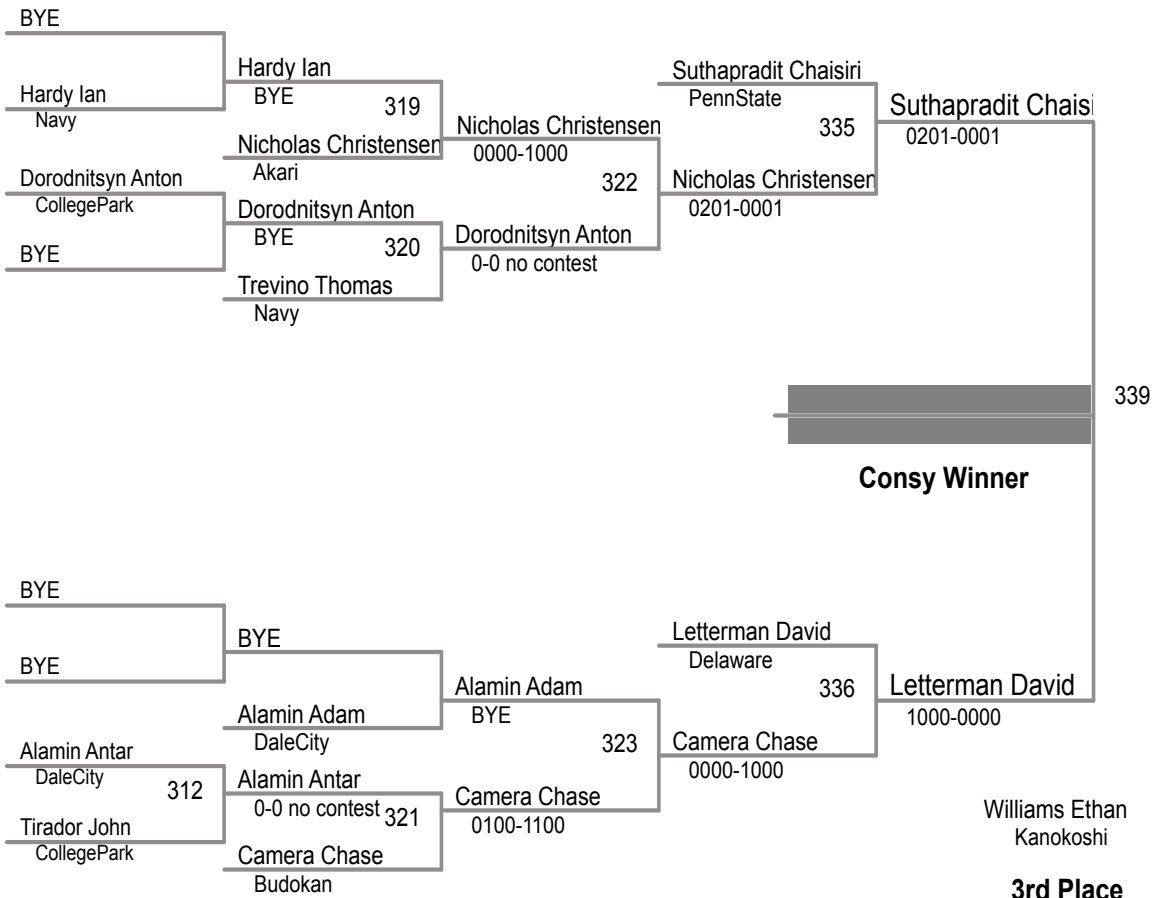 BYE
Hardy Ian
Navy
Dorodnitsyn Anton
CollegePark
BYE
Hardy Ian
BYE
319
Nicholas Christensen
Akari
Dorodnitsyn Anton
BYE
320
Trevino Thomas
Navy
Nicholas Christensen
0000-1000
322
Dorodnitsyn Anton
0-0 no contest
Suthapradit Chaisiri
PennState
335
Nicholas Christensen
0201-0001
Suthapradit Chaisi
0201-0001
339
Consy Winner
BYE
BYE
Alamin Antar
DaleCity
312
Tirador John
CollegePark
BYE
Alamin Adam
DaleCity
Alamin Antar
0-0 no contest
321
Camera Chase
Budokan
Alamin Adam
BYE
323
Camera Chase
0100-1100
Letterman David
Delaware
336
Camera Chase
0000-1000
Letterman David
1000-0000
Williams Ethan
Kanokoshi
3rd Place